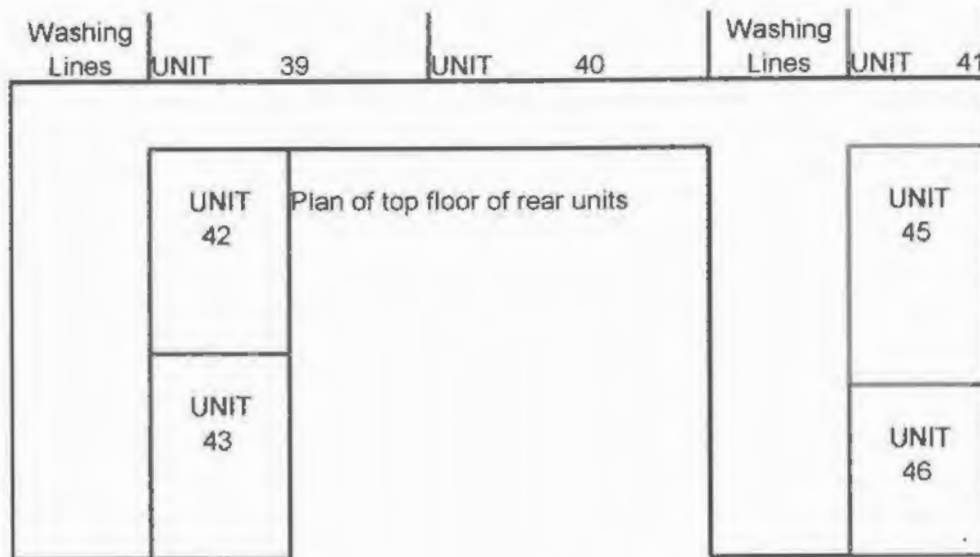 Washing
Lines
UNIT 39
UNIT 40
Washing
Lines
UNIT 41
UNIT
42
Plan of top floor of rear units
UNIT
45
UNIT
43
UNIT
46